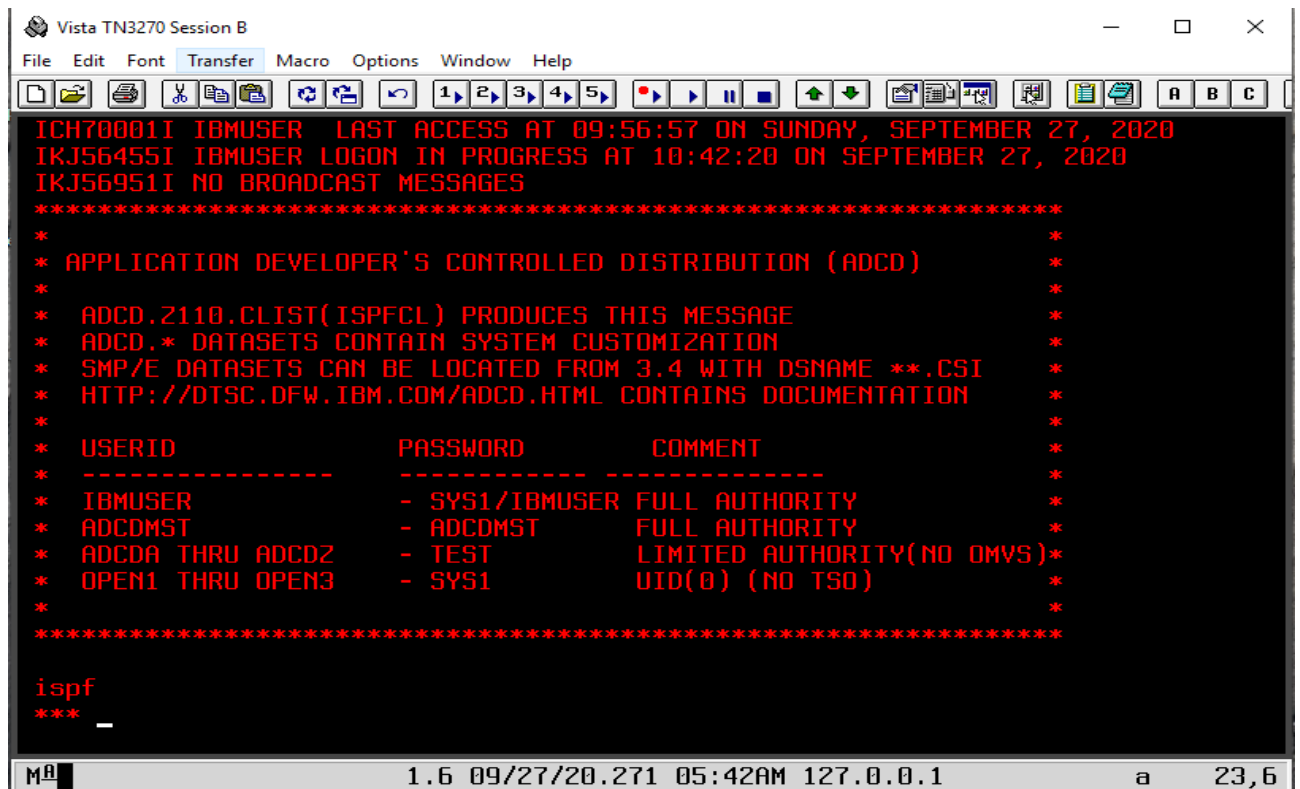 Vista TN3270 Session B
File Edit Font Transfer Macro Options Window Help
1 2 3 4 5 A B C
ICH70001I IBMUSER  LAST ACCESS AT 09:56:57 ON SUNDAY, SEPTEMBER 27, 2020
IKJ56455I IBMUSER LOGON IN PROGRESS AT 10:42:20 ON SEPTEMBER 27, 2020
IKJ56951I NO BROADCAST MESSAGES
*****************************************************************
*                                                               *
* APPLICATION DEVELOPER'S CONTROLLED DISTRIBUTION (ADCD)        *
*                                                               *
*  ADCD.Z110.CLIST(ISPFCL) PRODUCES THIS MESSAGE                *
*  ADCD.* DATASETS CONTAIN SYSTEM CUSTOMIZATION                 *
*  SMP/E DATASETS CAN BE LOCATED FROM 3.4 WITH DSNAME **.CSI    *
*  HTTP://DTSC.DFW.IBM.COM/ADCD.HTML CONTAINS DOCUMENTATION     *
*                                                               *
*  USERID              PASSWORD        COMMENT                  *
*  ----------------    ------------ --------------              *
*  IBMUSER             - SYS1/IBMUSER FULL AUTHORITY            *
*  ADCDMST             - ADCDMST      FULL AUTHORITY            *
*  ADCDA THRU ADCDZ    - TEST         LIMITED AUTHORITY(NO OMVS)*
*  OPEN1 THRU OPEN3    - SYS1         UID(0) (NO TSO)           *
*                                                               *
*****************************************************************
ispf
*** _
MA 1.6 09/27/20.271 05:42AM 127.0.0.1 a 23,6